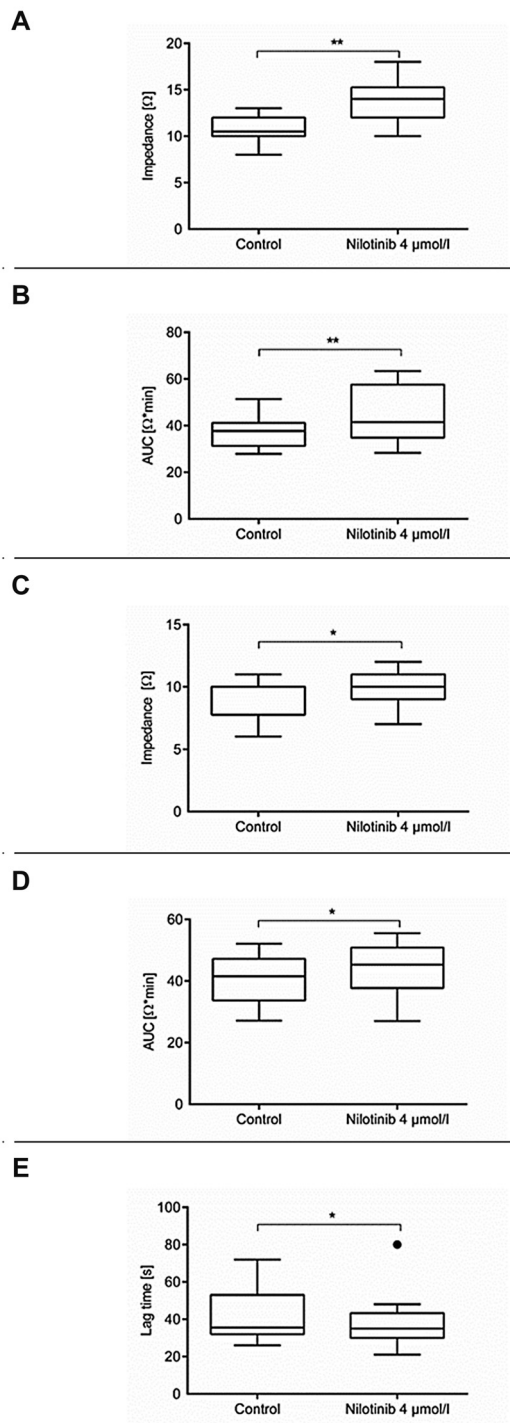 A
**
20
15
10
5
0
Impedance [Ω]
Control Nilotinib 4 µmol/l
B
**
80
60
40
20
0
AUC [Ω*min]
Control Nilotinib 4 µmol/l
C
*
15
10
5
0
Impedance [Ω]
Control Nilotinib 4 µmol/l
D
*
60
40
20
0
AUC [Ω*min]
Control Nilotinib 4 µmol/l
E
*
100
80
60
40
20
0
Lag time [s]
Control Nilotinib 4 µmol/l